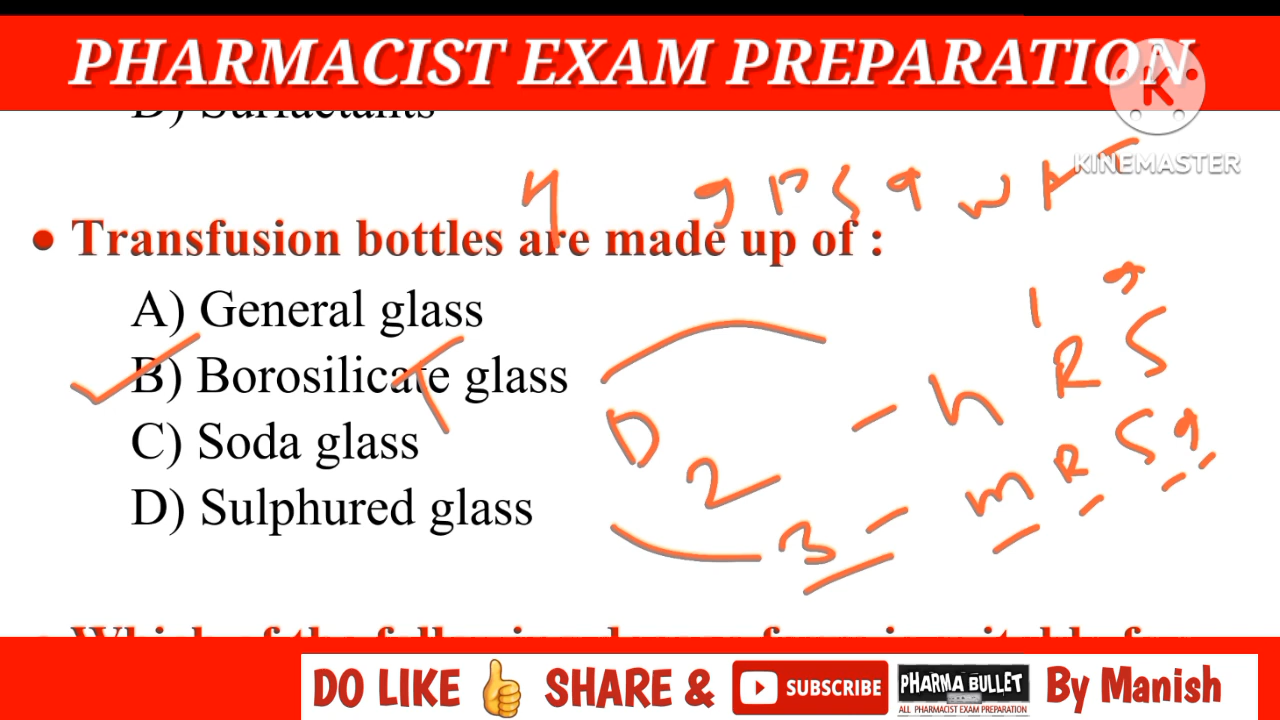 PHARMACIST EXAM PREPARATION
KINEMASTER
D) Surfactants
• Transfusion bottles are made up of :
A) General glass
B) Borosilicate glass
C) Soda glass
D) Sulphured glass
DO LIKE SHARE & SUBSCRIBE PHARMA BULLET By Manish
ALL PHARMACIST EXAM PREPARATION